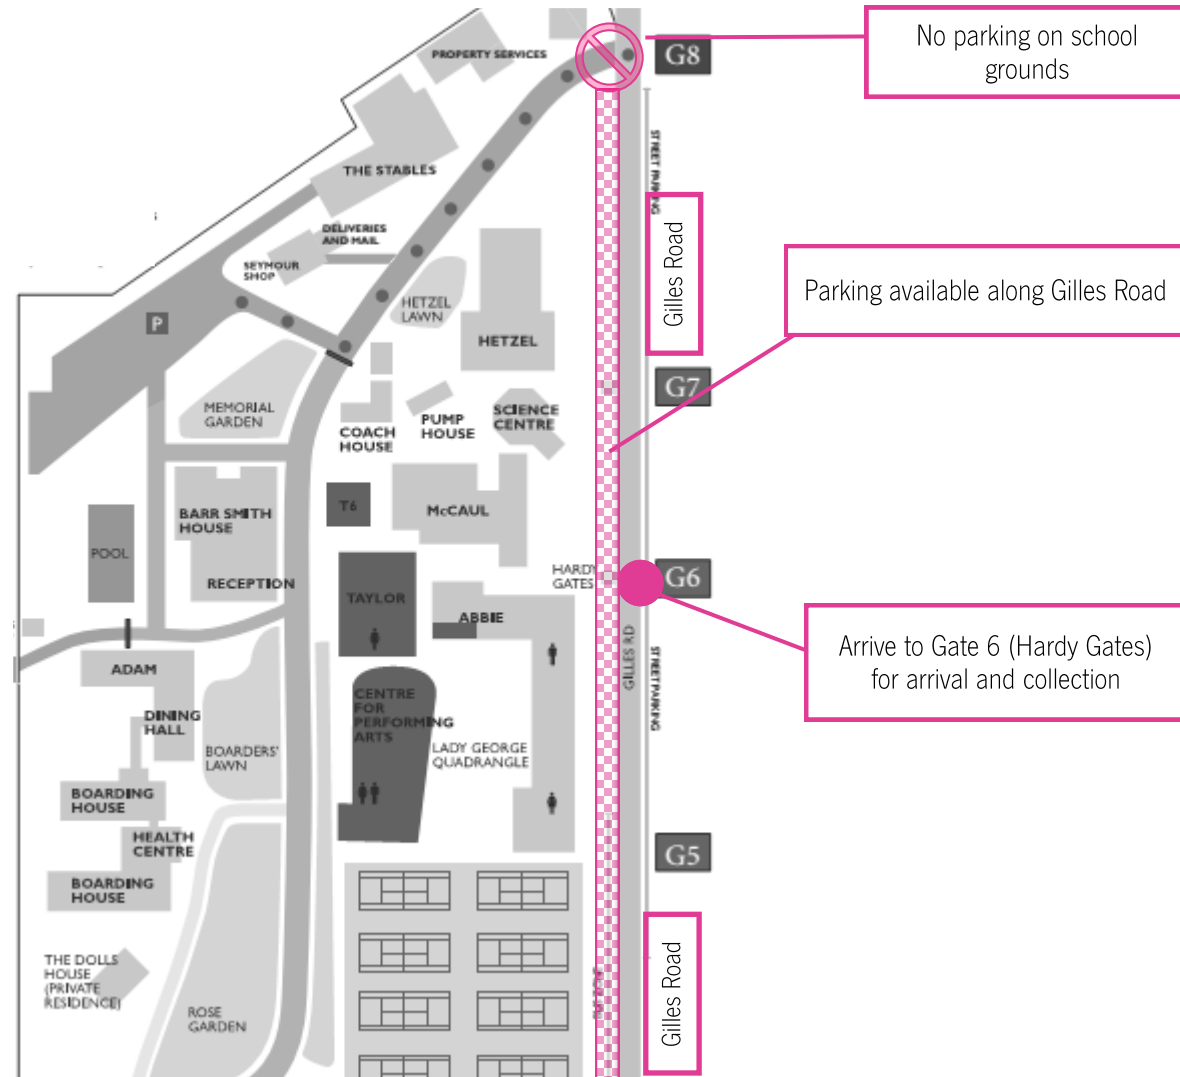 PROPERTY SERVICES
G8
No parking on school
grounds
THE STABLES
STREET PARKING
DELIVERIES
AND MAIL
SEYMOUR
SHOP
Gilles Road
Parking available along Gilles Road
HETZEL
LAWN
P
HETZEL
G7
MEMORIAL
GARDEN
COACH
HOUSE
PUMP
HOUSE
SCIENCE
CENTRE
BARR SMITH
HOUSE
T6
McCAUL
POOL
RECEPTION
HARDY
GATES
G6
TAYLOR
ABBIE
Arrive to Gate 6 (Hardy Gates)
for arrival and collection
GILLES RD
STREET PARKING
ADAM
DINING
HALL
CENTRE
FOR
PERFORMING
ARTS
BOARDERS'
LAWN
LADY GEORGE
QUADRANGLE
BOARDING
HOUSE
HEALTH
CENTRE
G5
BOARDING
HOUSE
THE DOLLS
HOUSE
(PRIVATE
RESIDENCE)
ROSE
GARDEN
Gilles Road